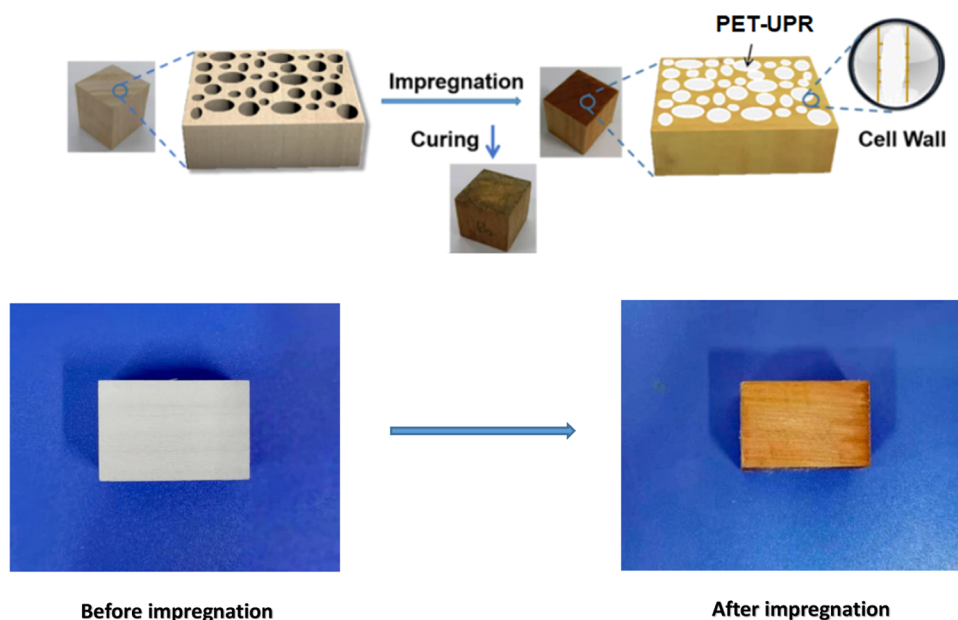 PET-UPR
Impregnation
Curing
Cell Wall
Before impregnation
After impregnation